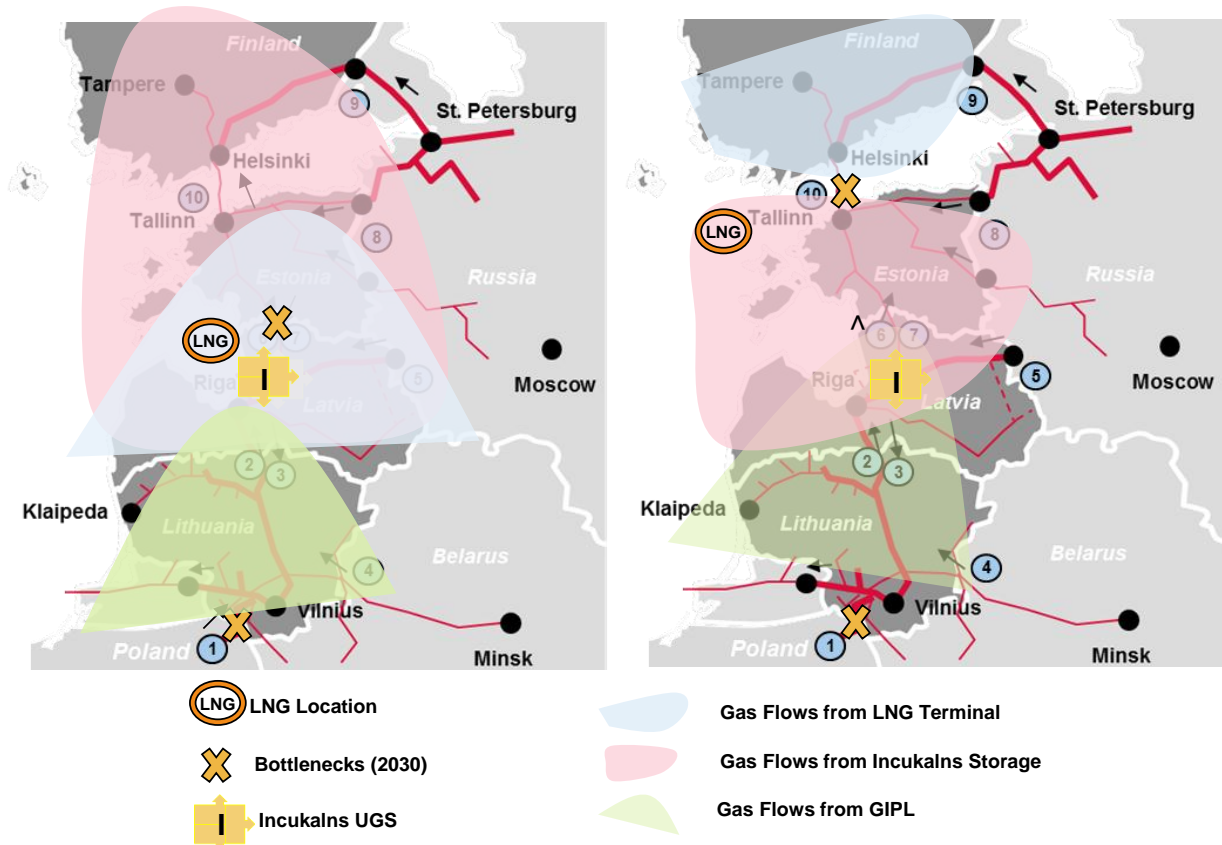 Finland
Tampere
9
St. Petersburg
Helsinki
10
Tallinn
8
Estonia
Russia
LNG
7
I
Riga
5
Moscow
Latvia
2
3
Klaipeda
Lithuania
Belarus
4
Vilnius
1
Poland
Minsk
Finland
Tampere
9
St. Petersburg
Helsinki
10
Tallinn
LNG
8
Estonia
Russia
^
6
7
I
Riga
5
Moscow
Latvia
2
3
Klaipeda
Lithuania
Belarus
4
Vilnius
1
Poland
Minsk
LNG LNG Location
Bottlenecks (2030)
I Incukalns UGS
Gas Flows from LNG Terminal
Gas Flows from Incukalns Storage
Gas Flows from GIPL